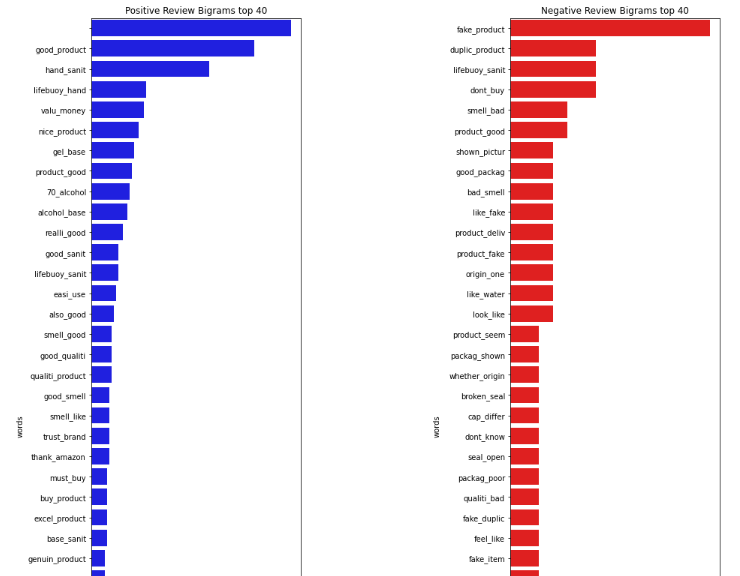 Positive Review Bigrams top 40
good_product
hand_sanit
lifebuoy_hand
valu_money
nice_product
gel_base
product_good
70_alcohol
alcohol_base
realli_good
good_sanit
lifebuoy_sanit
easi_use
also_good
smell_good
good_qualiti
qualiti_product
good_smell
smell_like
trust_brand
thank_amazon
must_buy
buy_product
excel_product
base_sanit
genuin_product
words
Negative Review Bigrams top 40
fake_product
duplic_product
lifebuoy_sanit
dont_buy
smell_bad
product_good
shown_pictur
good_packag
bad_smell
like_fake
product_deliv
product_fake
origin_one
like_water
look_like
product_seem
packag_shown
whether_origin
broken_seal
cap_differ
dont_know
seal_open
packag_poor
qualiti_bad
fake_duplic
feel_like
fake_item
words